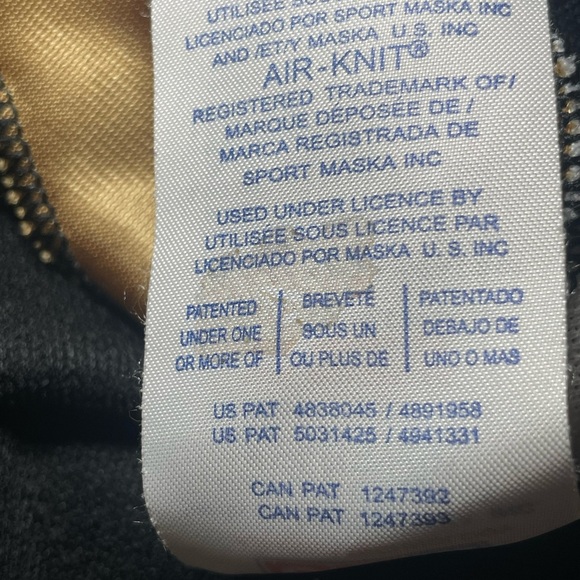 UTILISÉE SOUS
LICENCIADO POR SPORT MASKA INC
AND /ET/Y MASKA U. S. INC
AIR-KNIT®
REGISTERED TRADEMARK OF/
MARQUE DÉPOSÉE DE /
MARCA REGISTRADA DE
SPORT MASKA INC
USED UNDER LICENCE BY
UTILISÉE SOUS LICENCE PAR
LICENCIADO POR MASKA U. S. INC
PATENTED | BREVETÉ | PATENTADO
UNDER ONE | SOUS UN | DEBAJO DE
OR MORE OF | OU PLUS DE | UNO O MAS
US PAT 4838045 / 4891958
US PAT 5031425 / 4941331
CAN PAT 1247392
CAN PAT 1247393